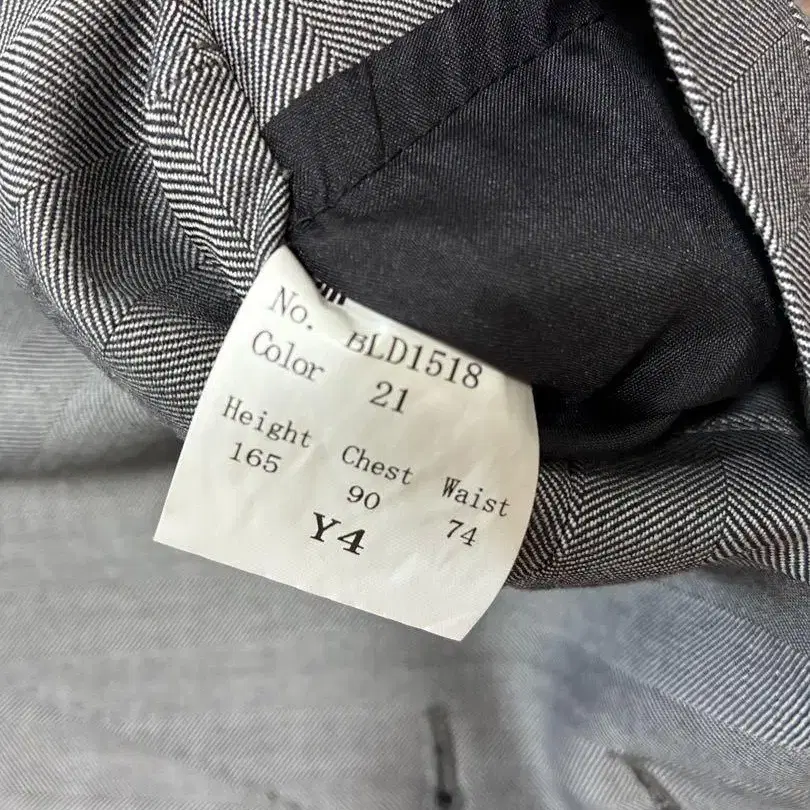 No. BLD1518
Color 21
Height Chest Waist
165 90 74
Y4